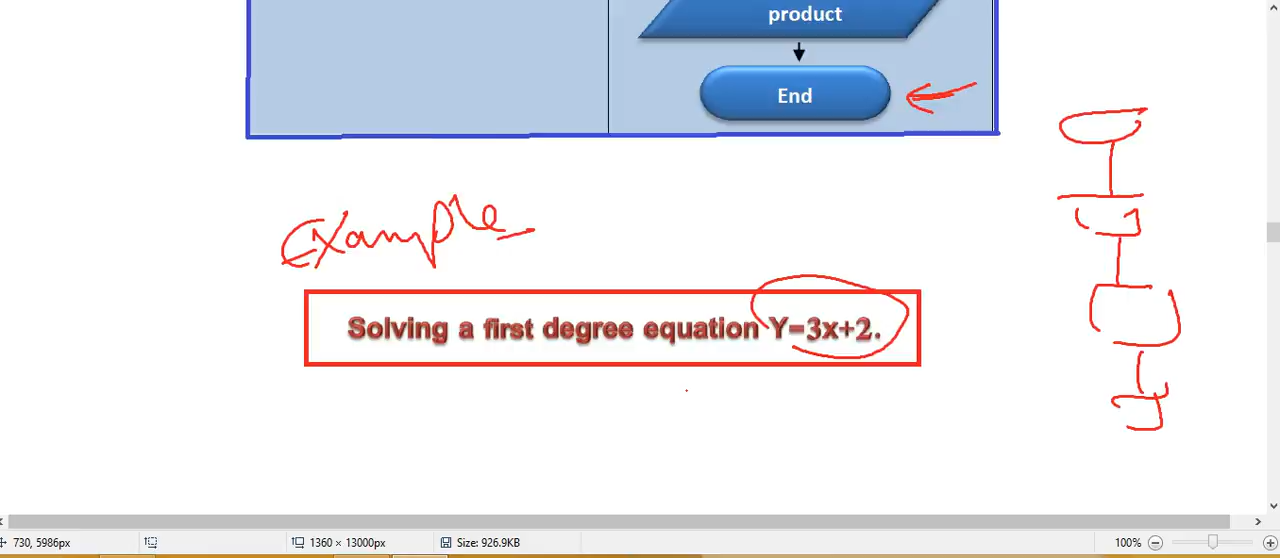 product
End
Example
Solving a first degree equation Y=3x+2.
730, 5986px
1360 × 13000px
Size: 926.9KB
100%